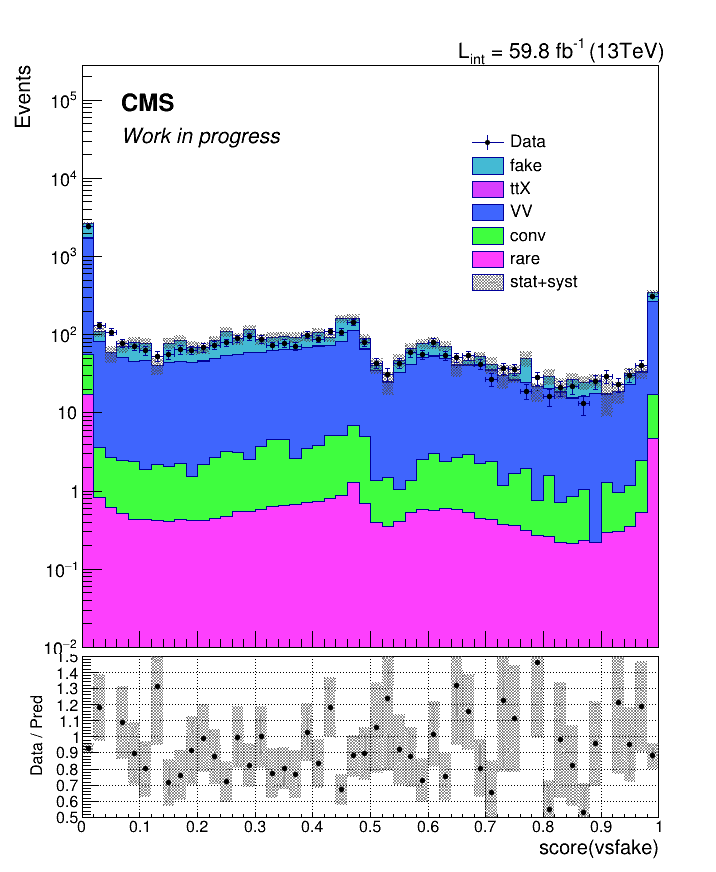 L_int = 59.8 fb^-1 (13TeV)
Events
CMS
Work in progress
Data
fake
ttX
VV
conv
rare
stat+syst
10^5
10^4
10^3
10^2
10
1
10^−1
10^−2
Data / Pred
1.5
1.4
1.3
1.2
1.1
1
0.9
0.8
0.7
0.6
0.5
0 0.1 0.2 0.3 0.4 0.5 0.6 0.7 0.8 0.9 1
score(vsfake)